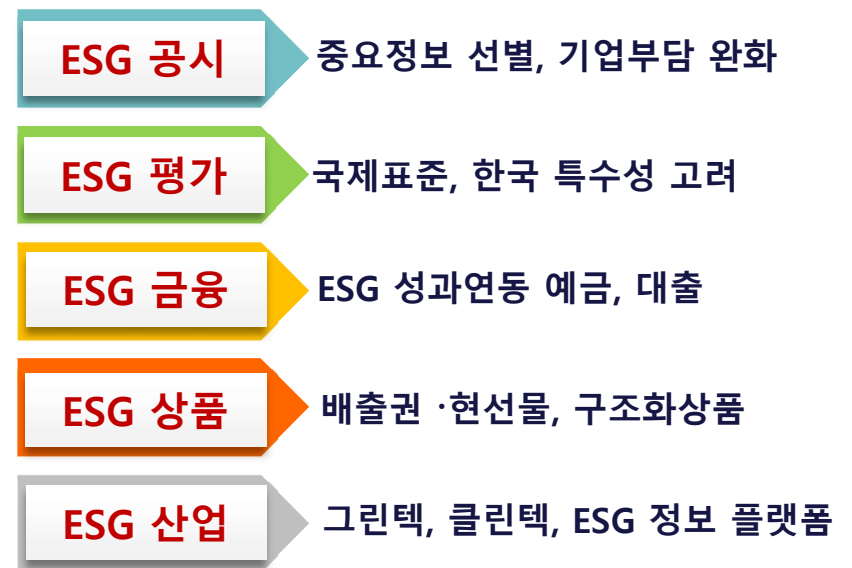 ESG 공시
중요정보 선별, 기업부담 완화
ESG 평가
국제표준, 한국 특수성 고려
ESG 금융
ESG 성과연동 예금, 대출
ESG 상품
배출권 ·현선물, 구조화상품
ESG 산업
그린텍, 클린텍, ESG 정보 플랫폼